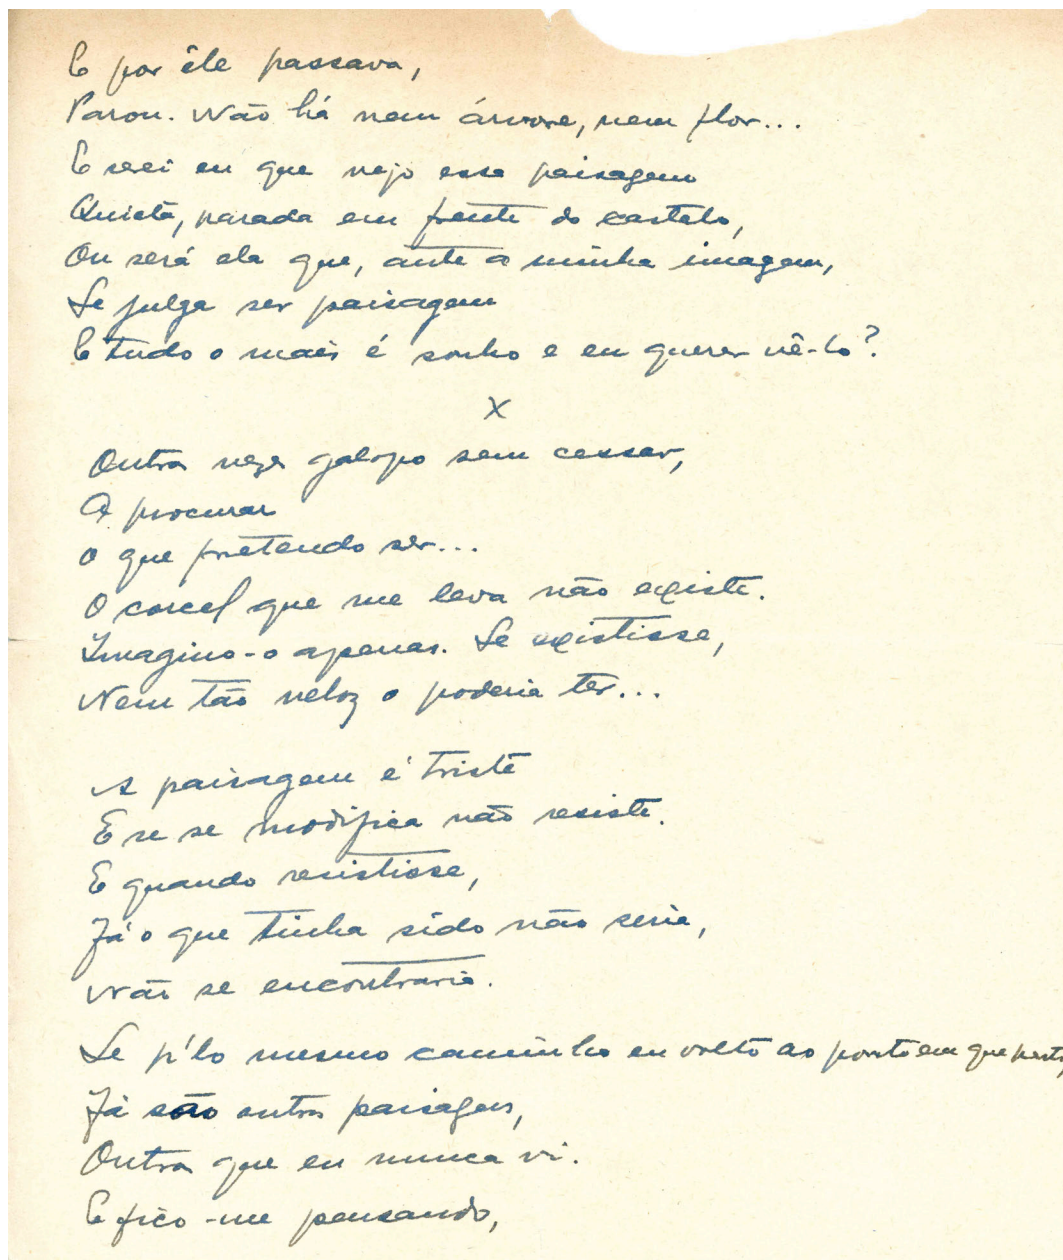 E por êle passava,
Parou. Não há nem árvore, nem flor...
E serei eu que vejo essa paisagem
Quieta, parada em frente do castelo,
Ou será ela que, ante a minha imagem,
Se julga ser paisagem
E tudo o mais é sonho e eu querer vê-lo?
X
Outra vez galopo sem cessar,
A procurar
O que pretendo ser...
O corcel que me leva não existe.
Imagino-o apenas. Se existisse,
Nem tão veloz o poderia ter...
A paisagem é triste
E se se modifica não resiste.
E quando resistisse,
Já o que tinha sido não seria,
Não se encontraria.
Se p'lo mesmo caminho eu volto ao ponto em que parto,
Já são outras paisagens,
Outra que eu nunca vi.
E fico-me pensando,